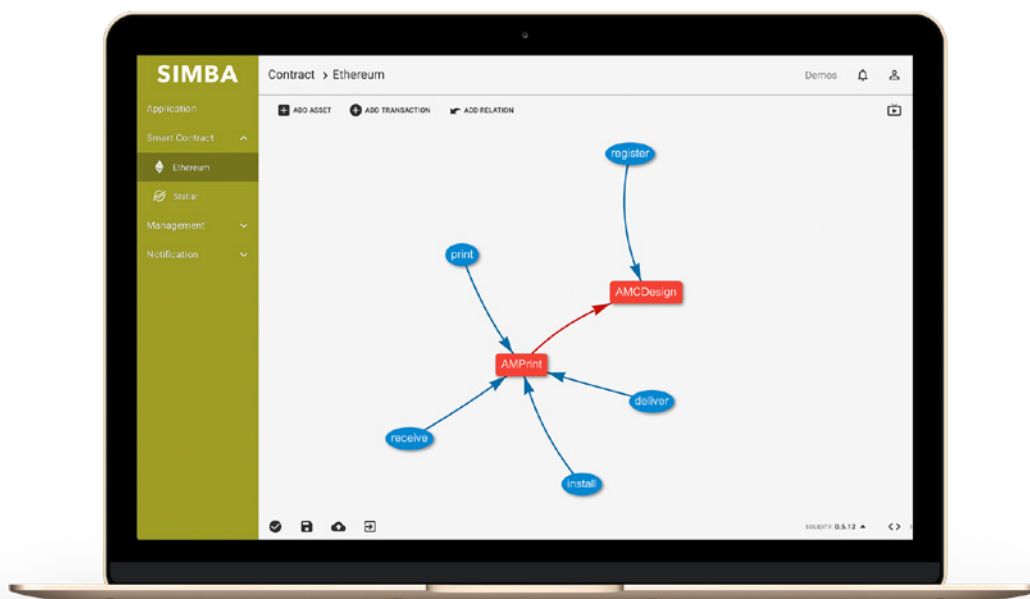 SIMBA
Contract > Ethereum
Demos
Application
Smart Contract
Ethereum
Stellar
Management
Notification
ADD ASSET
ADD TRANSACTION
ADD RELATION
register
print
AMCDesign
AMPrint
deliver
receive
install
SOLIDITY: 0.5.12